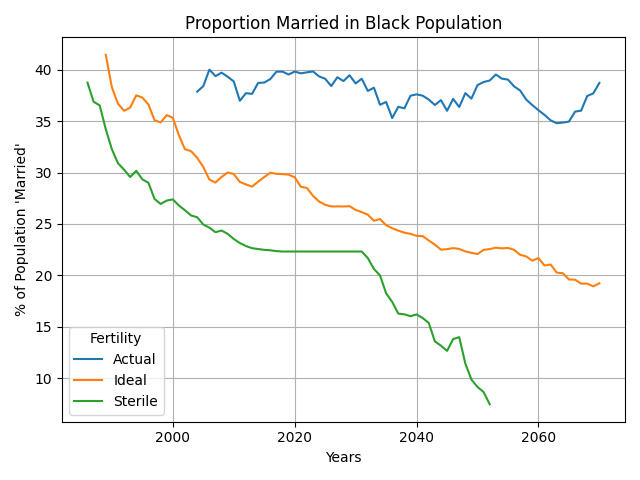 Proportion Married in Black Population
% of Population 'Married'
40
35
30
25
20
15
10
Fertility
Actual
Ideal
Sterile
2000 2020 2040 2060
Years